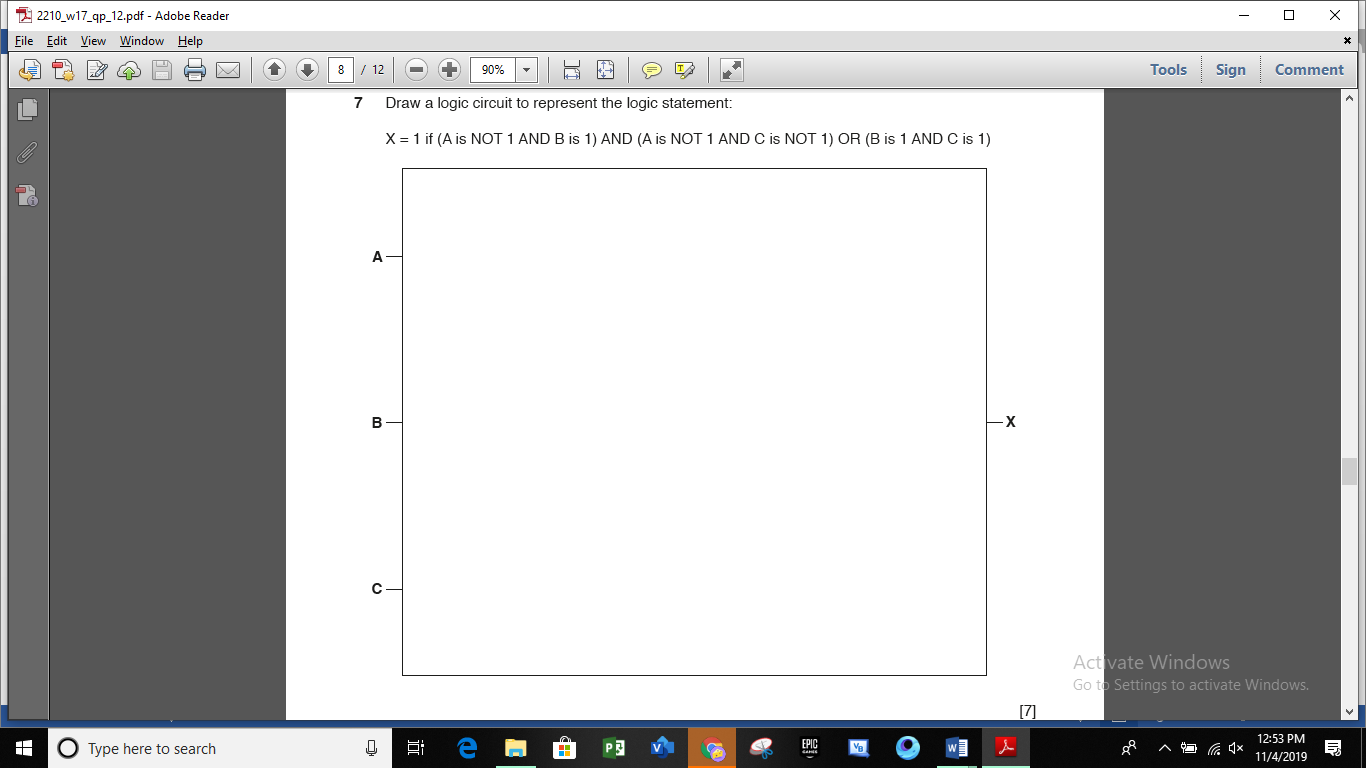 2210_w17_qp_12.pdf - Adobe Reader
File Edit View Window Help
8 / 12 90% Tools Sign Comment
7 Draw a logic circuit to represent the logic statement:
X = 1 if (A is NOT 1 AND B is 1) AND (A is NOT 1 AND C is NOT 1) OR (B is 1 AND C is 1)
A
B X
C
Activate Windows
Go to Settings to activate Windows.
[7]
Type here to search
12:53 PM
11/4/2019